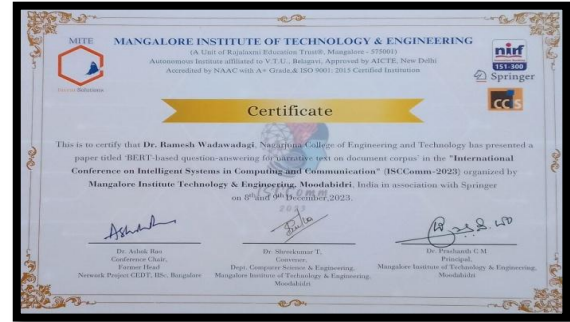 MITE
MANGALORE INSTITUTE OF TECHNOLOGY & ENGINEERING
(A Unit of Rajalaxmi Education Trust®, Mangalore - 575001)
Autonomous Institute affiliated to V.T.U., Belagavi, Approved by AICTE, New Delhi
Accredited by NAAC with A+ Grade & ISO 9001: 2015 Certified Institution
Solutions
nirf
151-300
Springer
CCIS
Certificate
This is to certify that Dr. Ramesh Wadawadagi, Nagarjuna College of Engineering and Technology has presented a
paper titled 'BERT-based question-answering for narrative text on document corpus' in the "International
Conference on Intelligent Systems in Computing and Communication" (ISCComm-2023) organized by
Mangalore Institute Technology & Engineering, Moodabidri, India in association with Springer
on 8th and 9th December,2023.
ISCComm
2023
Dr. Ashok Rao
Conference Chair,
Former Head
Network Project CEDT, IISc, Bangalore
Dr. Shreekumar T.
Convener,
Dept. Computer Science & Engineering,
Mangalore Institute of Technology & Engineering,
Moodabidri
Dr. Prashanth C M
Principal,
Mangalore Institute of Technology & Engineering,
Moodabidri